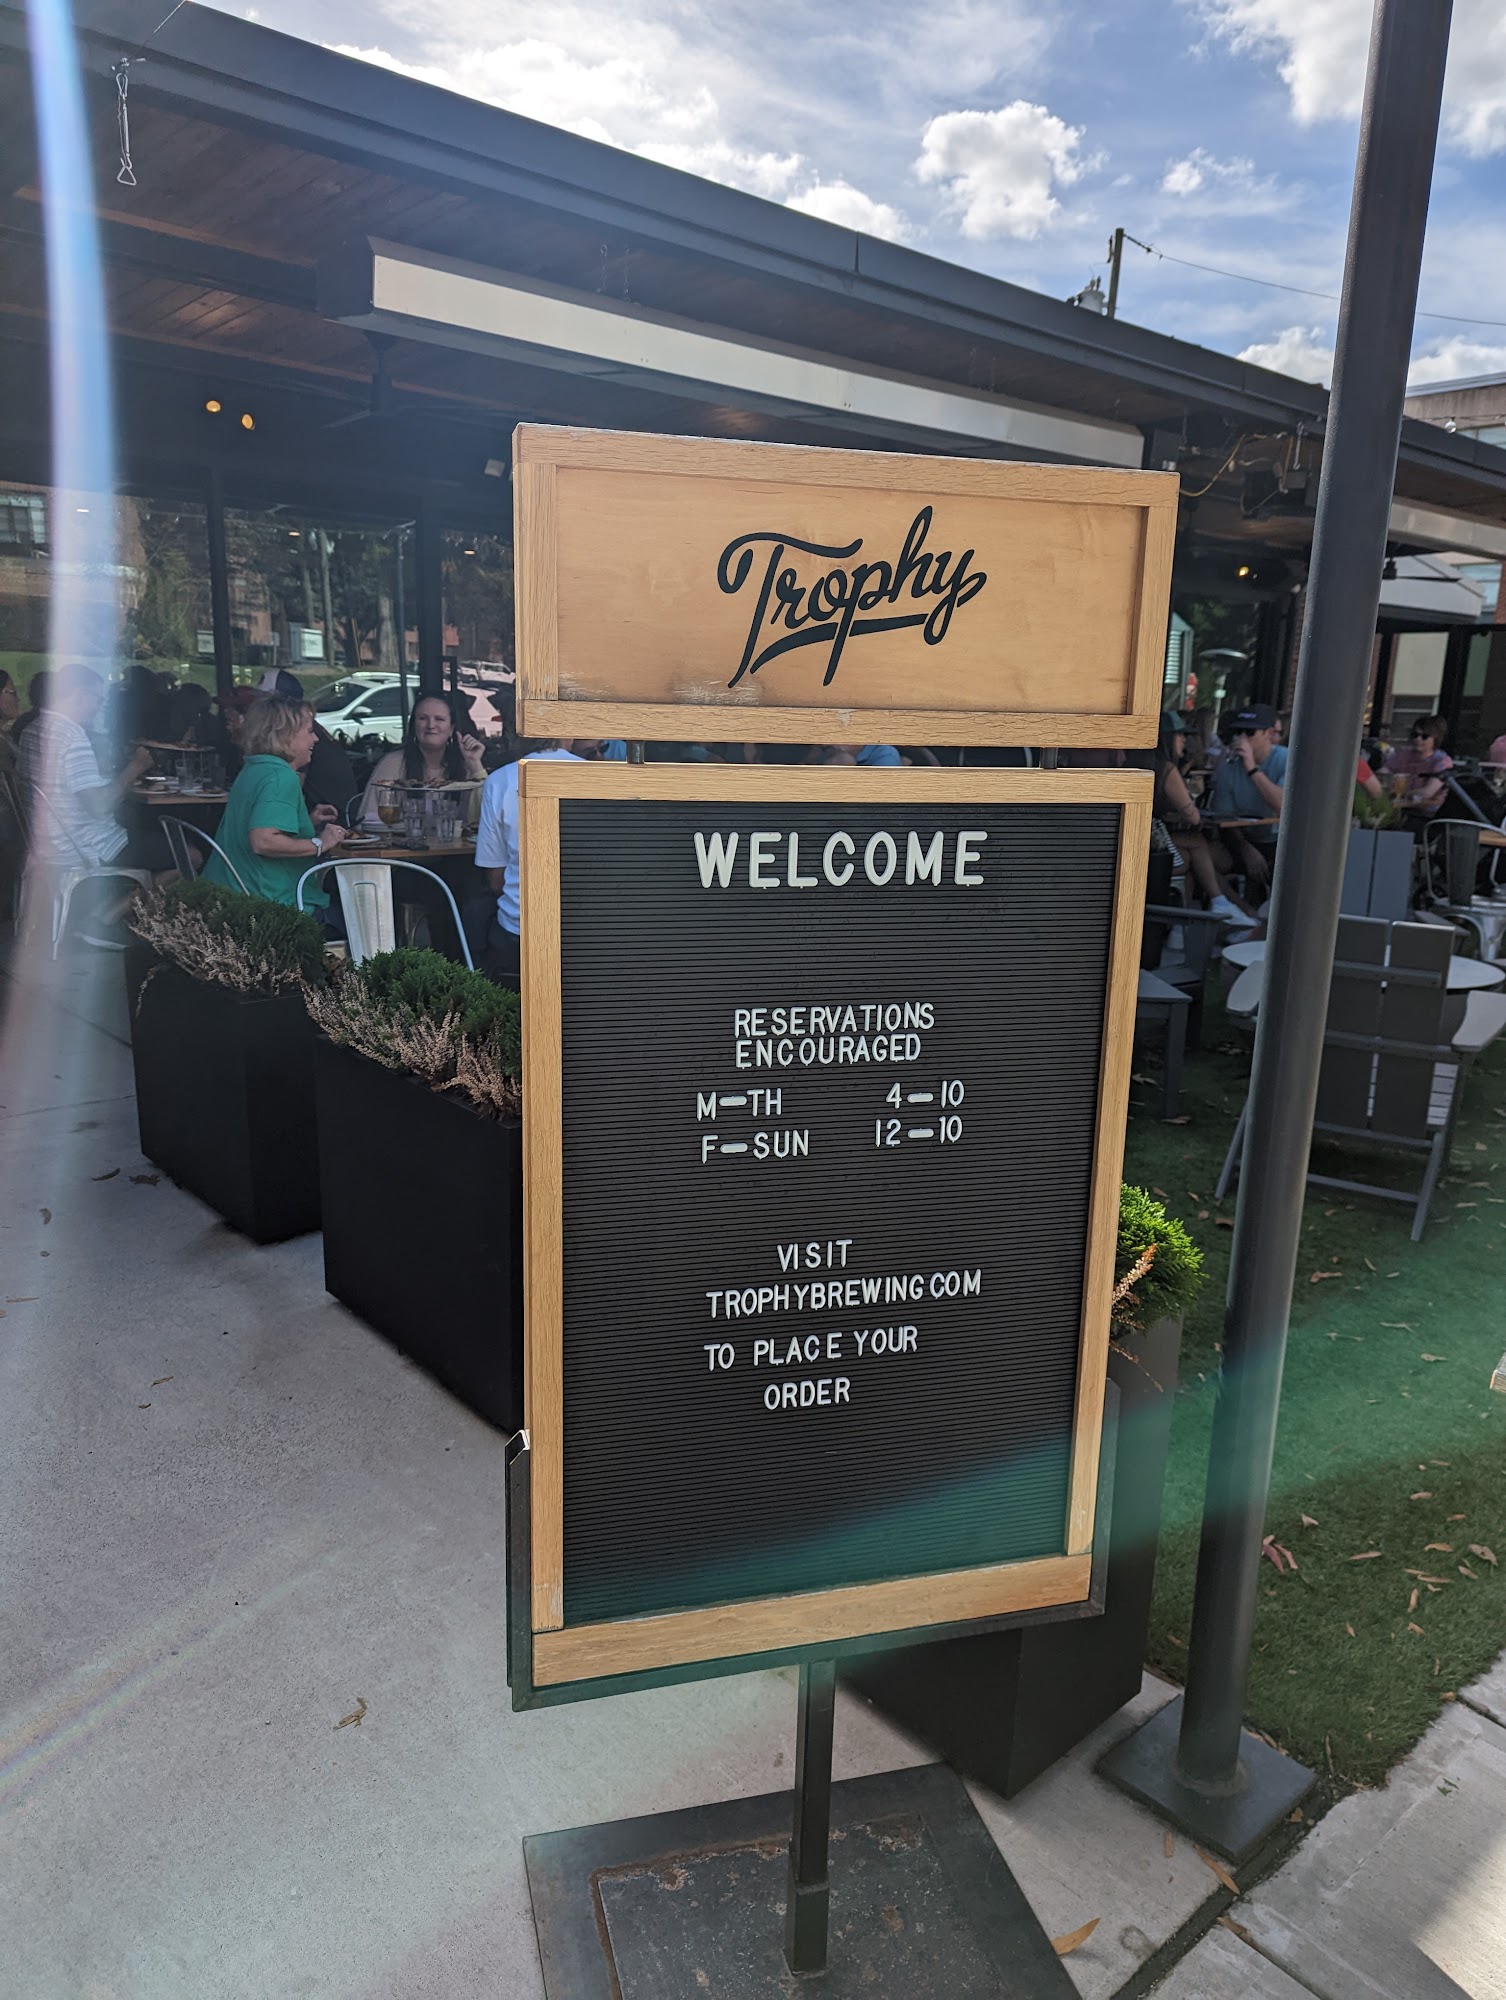 Trophy
WELCOME
RESERVATIONS
ENCOURAGED
M-TH 4-10
F-SUN 12-10
VISIT
TROPHYBREWING COM
TO PLACE YOUR
ORDER